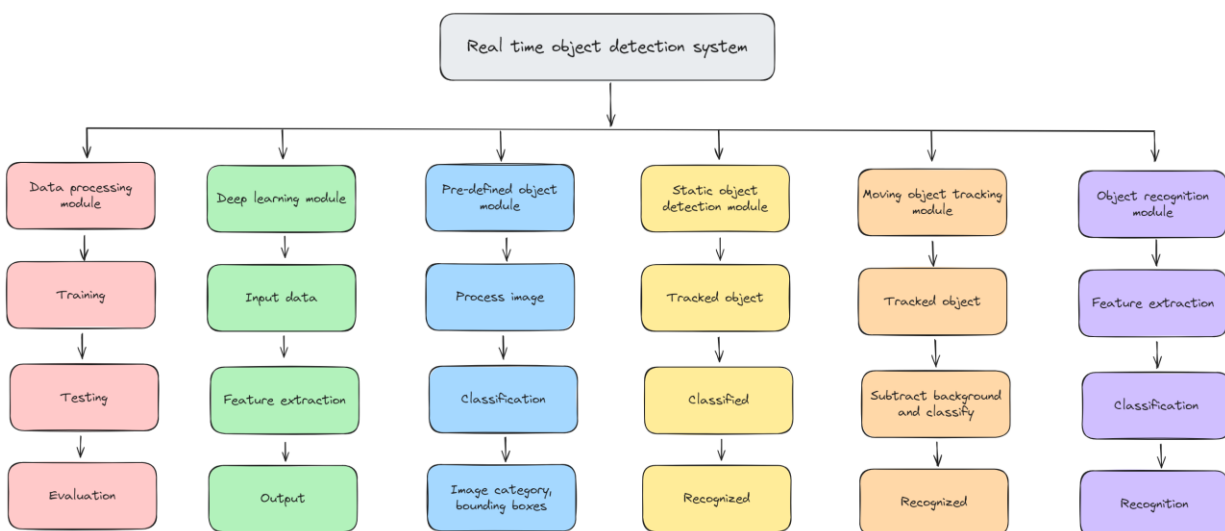 Real time object detection system
Data processing
module
Deep learning module
Pre-defined object
module
Static object
detection module
Moving object tracking
module
Object recognition
module
Training
Input data
Process image
Tracked object
Tracked object
Feature extraction
Testing
Feature extraction
Classification
Classified
Subtract background
and classify
Classification
Evaluation
Output
Image category,
bounding boxes
Recognized
Recognized
Recognition